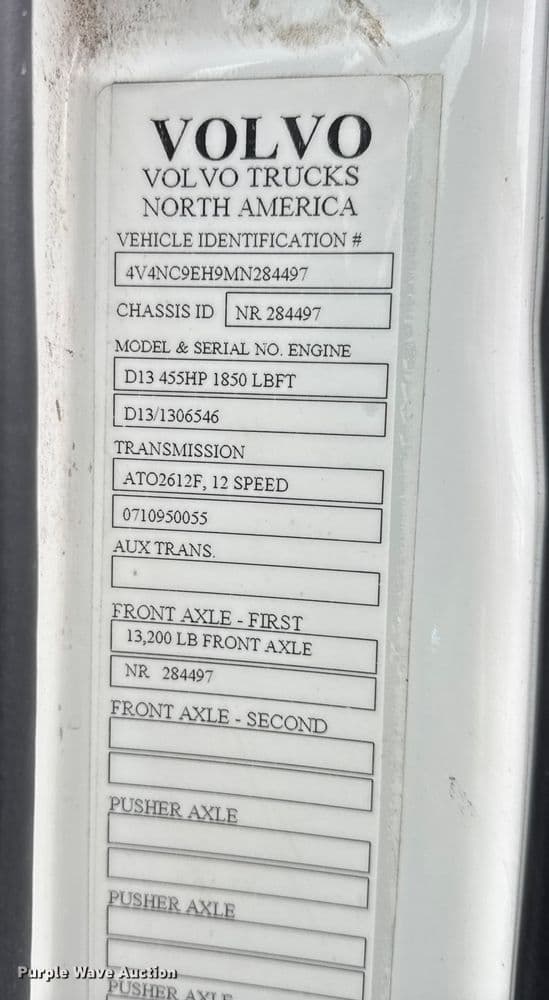 VOLVO
VOLVO TRUCKS
NORTH AMERICA
VEHICLE IDENTIFICATION #
4V4NC9EH9MN284497
CHASSIS ID NR 284497
MODEL & SERIAL NO. ENGINE
D13 455HP 1850 LBFT
D13/1306546
TRANSMISSION
ATO2612F, 12 SPEED
0710950055
AUX TRANS.
FRONT AXLE - FIRST
13,200 LB FRONT AXLE
NR 284497
FRONT AXLE - SECOND
PUSHER AXLE
PUSHER AXLE
PUSHER AXLE
Purple Wave Auction